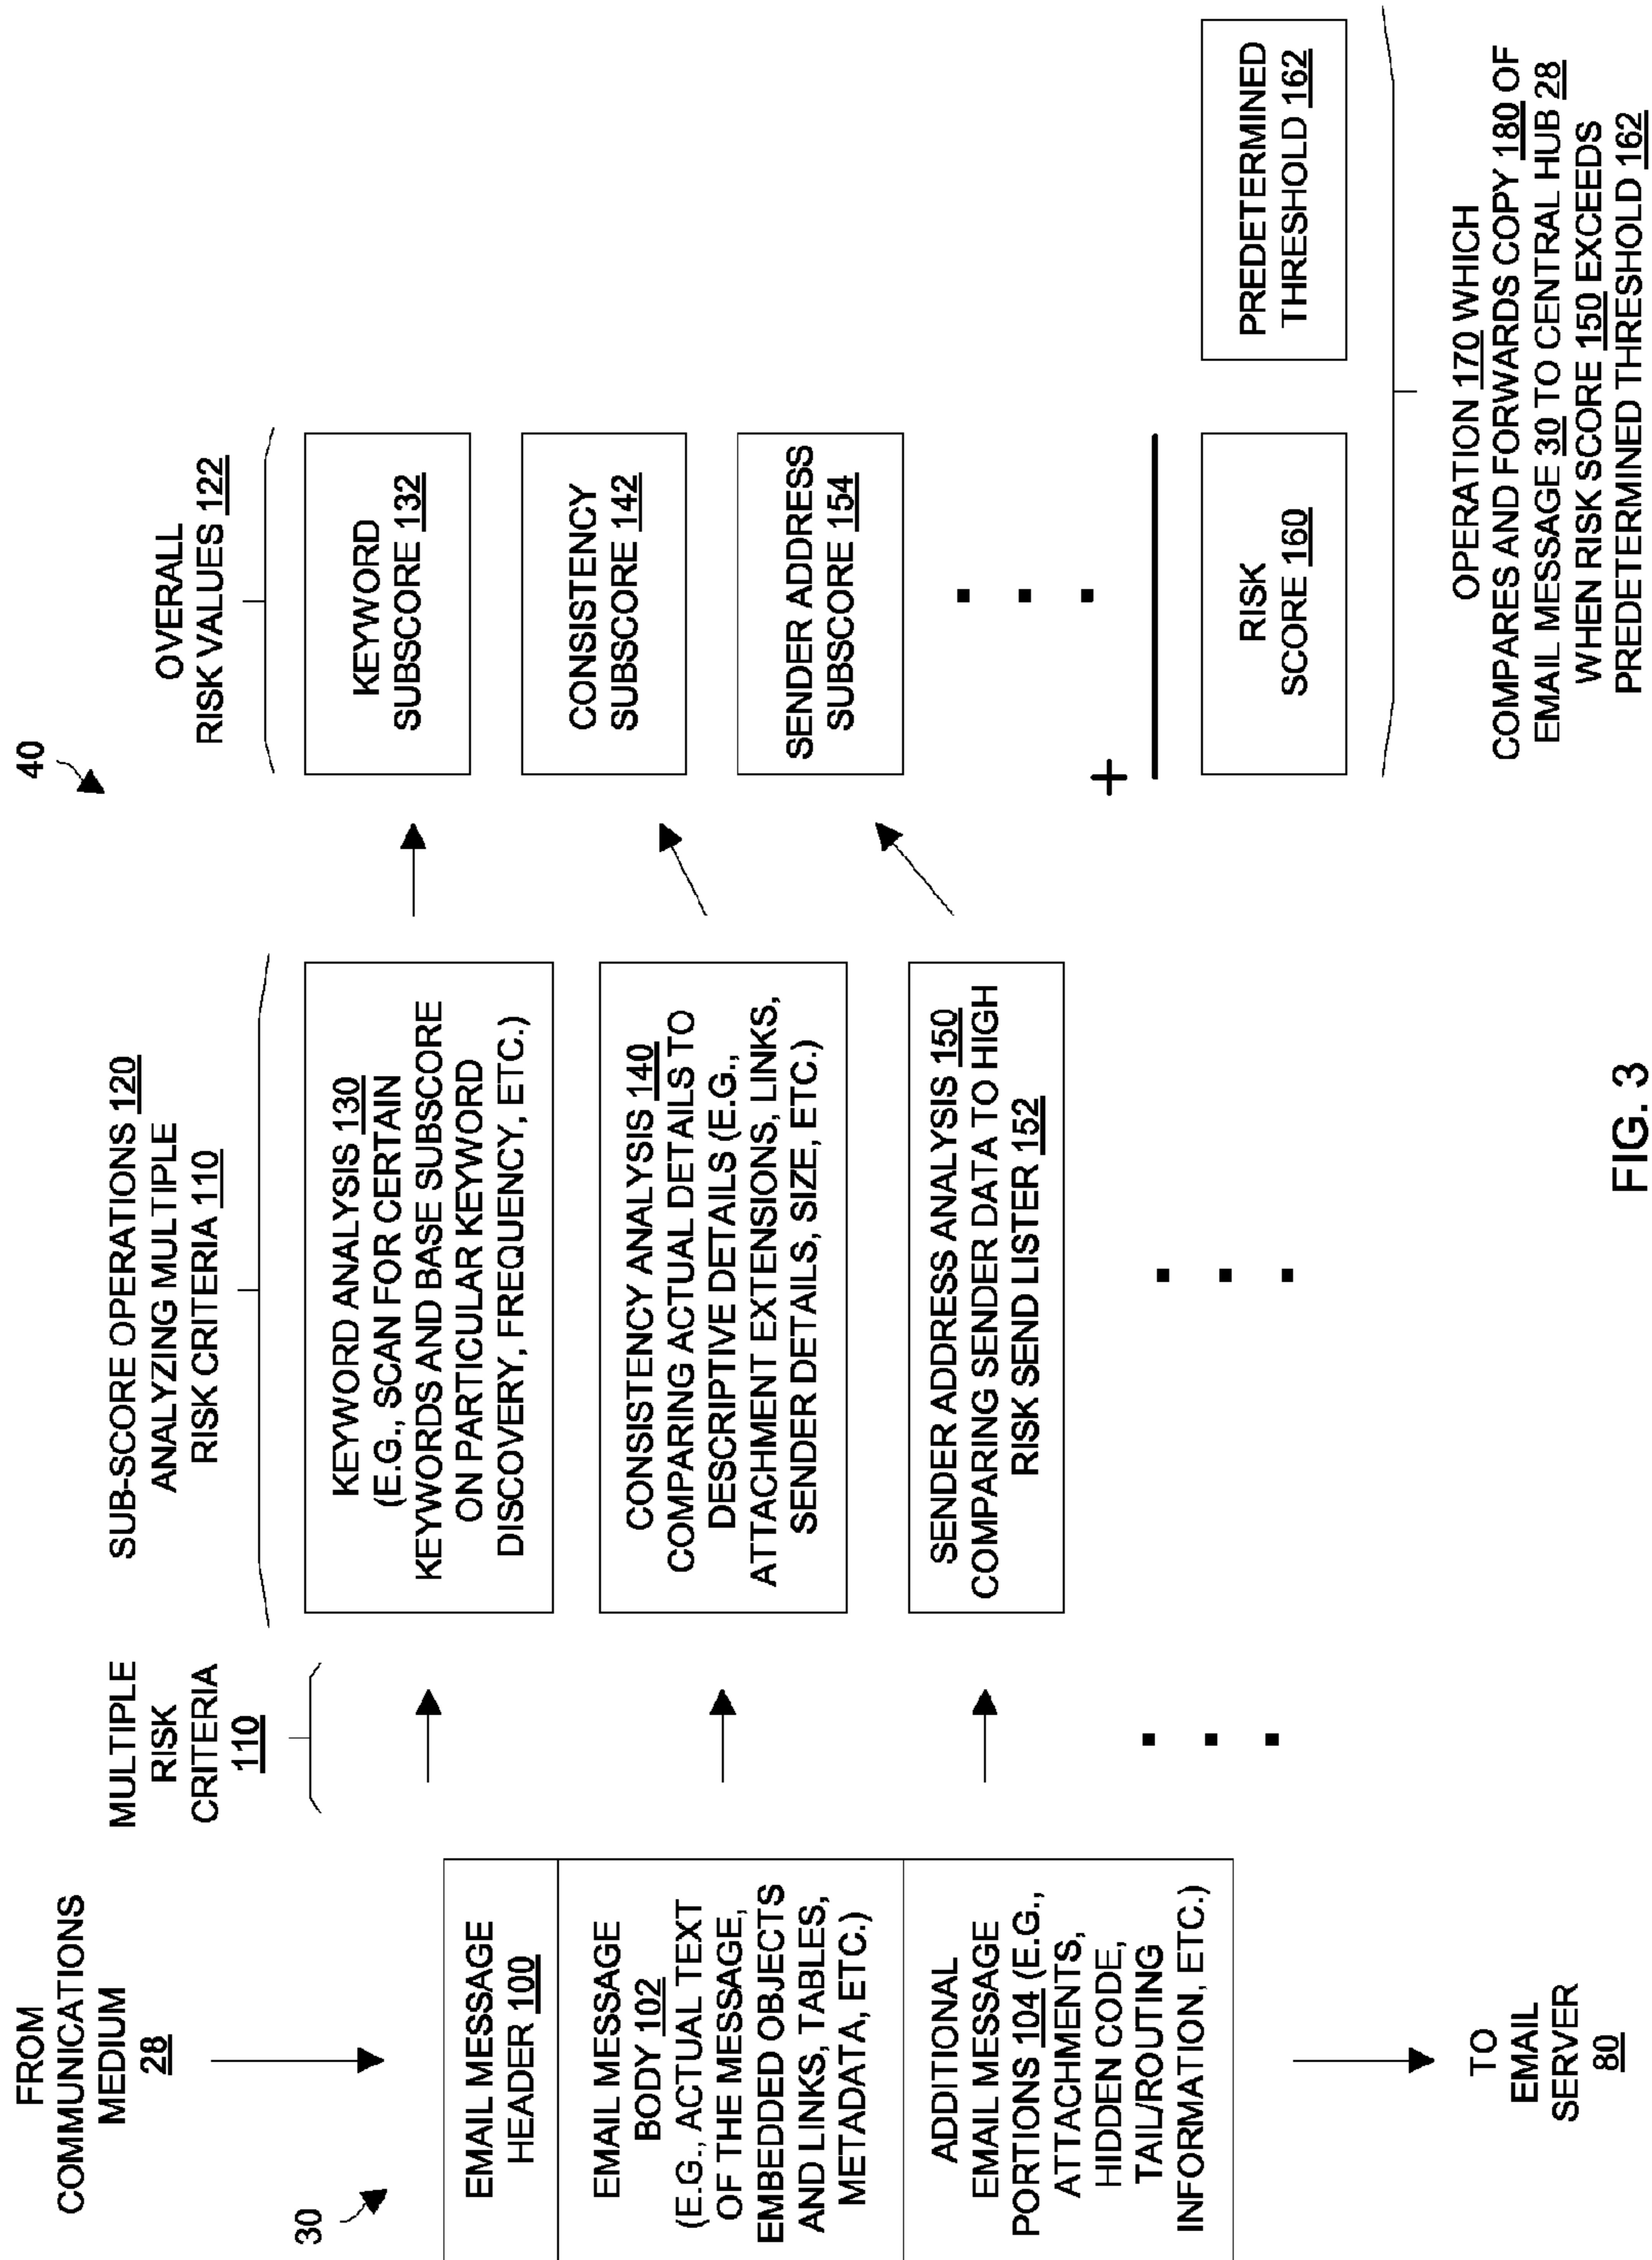 40
FROM
COMMUNICATIONS
MEDIUM
28
30
EMAIL MESSAGE
HEADER 100
EMAIL MESSAGE
BODY 102
(E.G., ACTUAL TEXT
OF THE MESSAGE,
EMBEDDED OBJECTS
AND LINKS, TABLES,
METADATA, ETC.)
ADDITIONAL
EMAIL MESSAGE
PORTIONS 104 (E.G.,
ATTACHMENTS,
HIDDEN CODE,
TAIL/ROUTING
INFORMATION, ETC.)
TO
EMAIL
SERVER
80
MULTIPLE
RISK
CRITERIA
110
SUB-SCORE OPERATIONS 120
ANALYZING MULTIPLE
RISK CRITERIA 110
KEYWORD ANALYSIS 130
(E.G., SCAN FOR CERTAIN
KEYWORDS AND BASE SUBSCORE
ON PARTICULAR KEYWORD
DISCOVERY, FREQUENCY, ETC.)
CONSISTENCY ANALYSIS 140
COMPARING ACTUAL DETAILS TO
DESCRIPTIVE DETAILS (E.G.,
ATTACHMENT EXTENSIONS, LINKS,
SENDER DETAILS, SIZE, ETC.)
SENDER ADDRESS ANALYSIS 150
COMPARING SENDER DATA TO HIGH
RISK SEND LISTER 152
OVERALL
RISK VALUES 122
KEYWORD
SUBSCORE 132
CONSISTENCY
SUBSCORE 142
SENDER ADDRESS
SUBSCORE 154
+
RISK
SCORE 160
PREDETERMINED
THRESHOLD 162
OPERATION 170 WHICH
COMPARES AND FORWARDS COPY 180 OF
EMAIL MESSAGE 30 TO CENTRAL HUB 28
WHEN RISK SCORE 150 EXCEEDS
PREDETERMINED THRESHOLD 162
FIG. 3